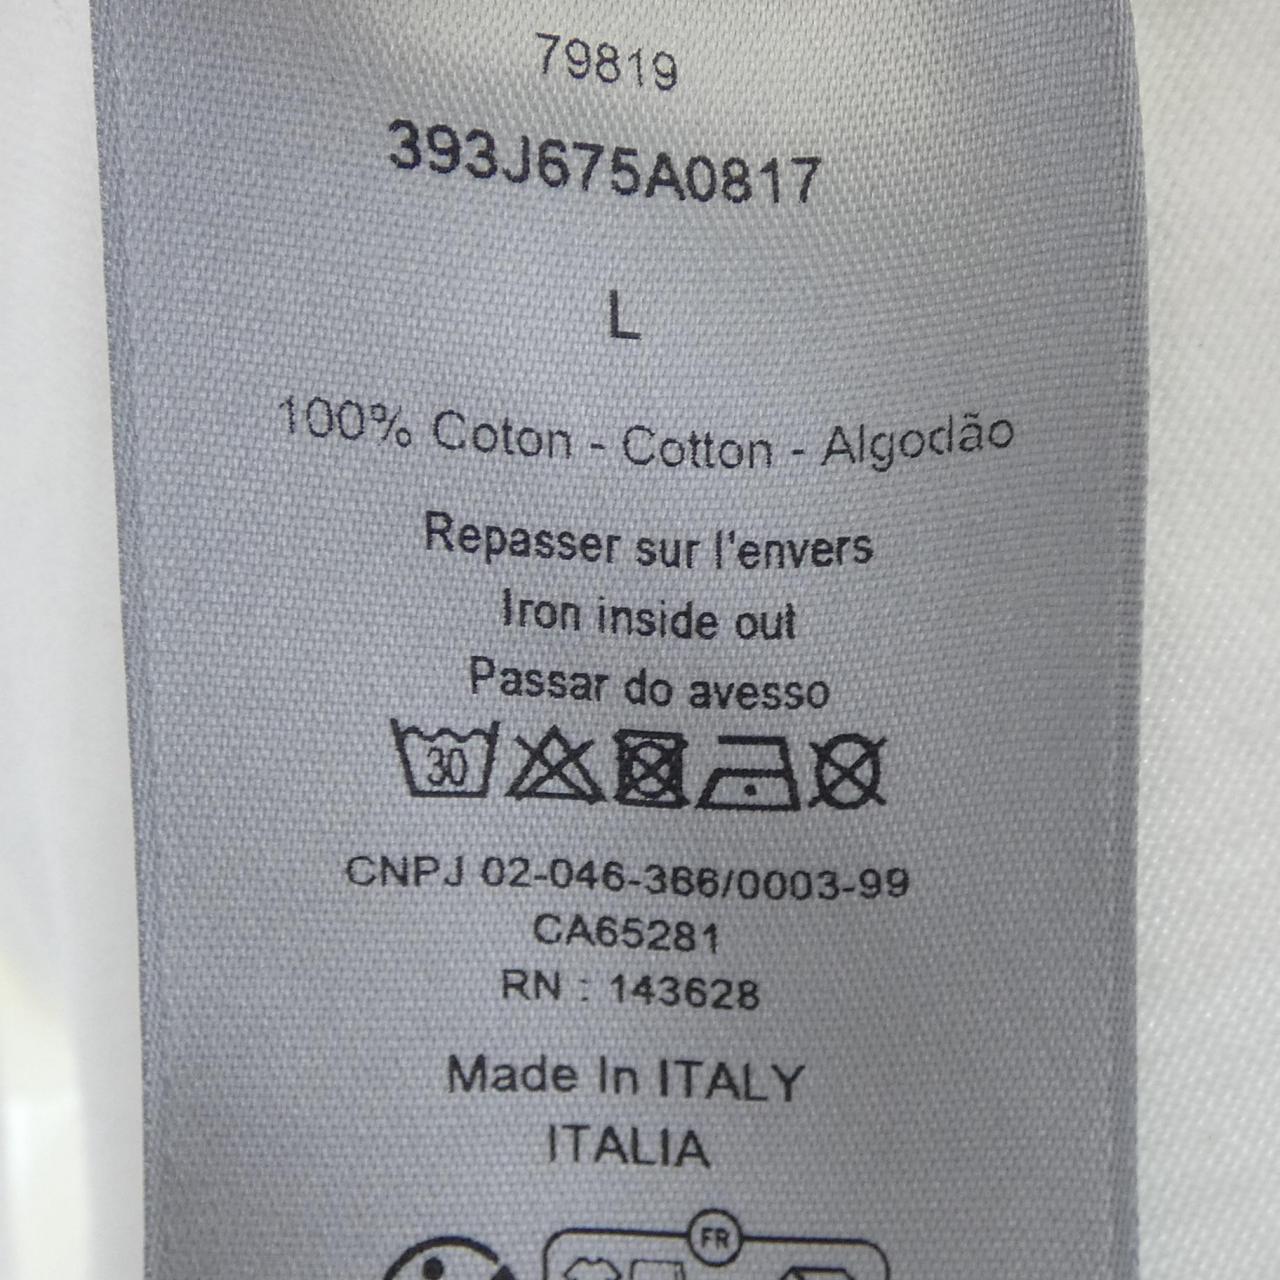 79819
393J675A0817
L
100% Coton - Cotton - Algodão
Repasser sur l'envers
Iron inside out
Passar do avesso
30
CNPJ 02-046-366/0003-99
CA65281
RN : 143628
Made In ITALY
ITALIA
FR